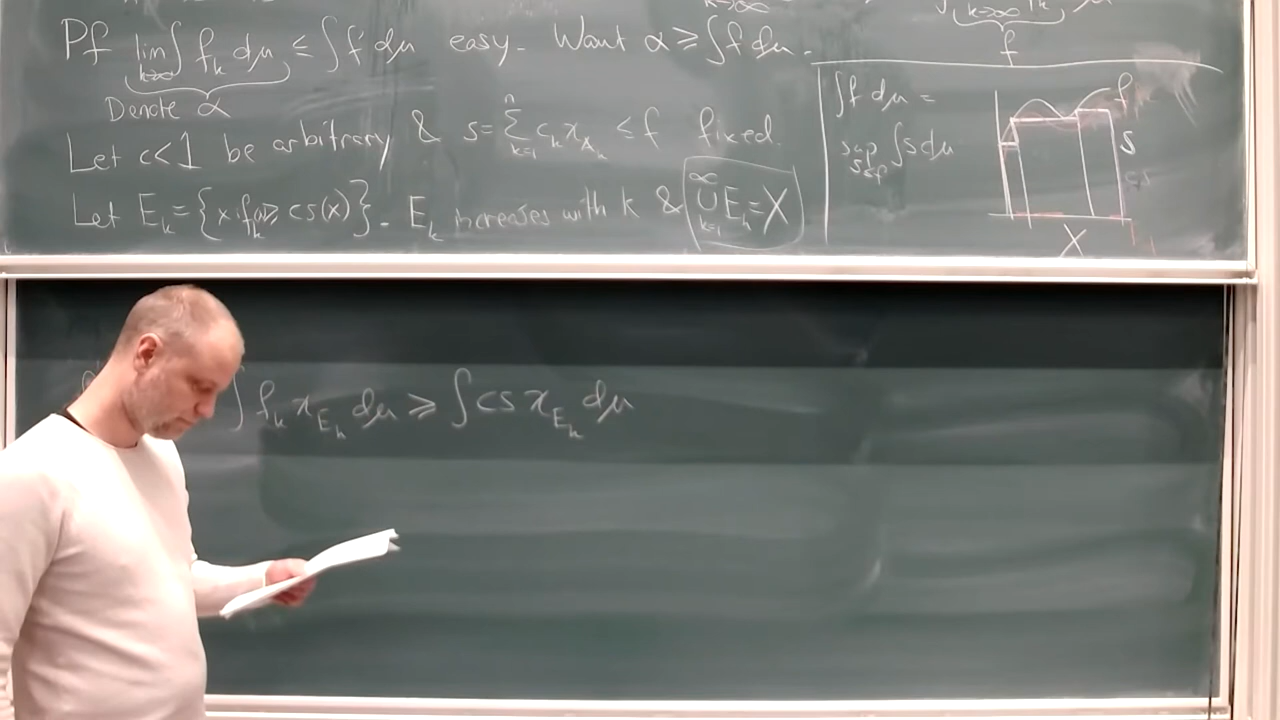 Pf lim k→∞ ∫ f_k dμ ≤ ∫ f dμ easy. Want α ≥ ∫ f dμ.
Denote α
Let c<1 be arbitrary & s = Σ_{k=1}^n c_k χ_{A_k} ≤ f fixed.
Let E_k = {x: f_k(x) ≥ cs(x)}. E_k increases with k & ∪_{k=1}^∞ E_k = X
f
∫ f dμ =
sup s≤f ∫ s dμ
f
s
cs
X
∫ f_k χ_{E_k} dμ ≥ ∫ cs χ_{E_k} dμ